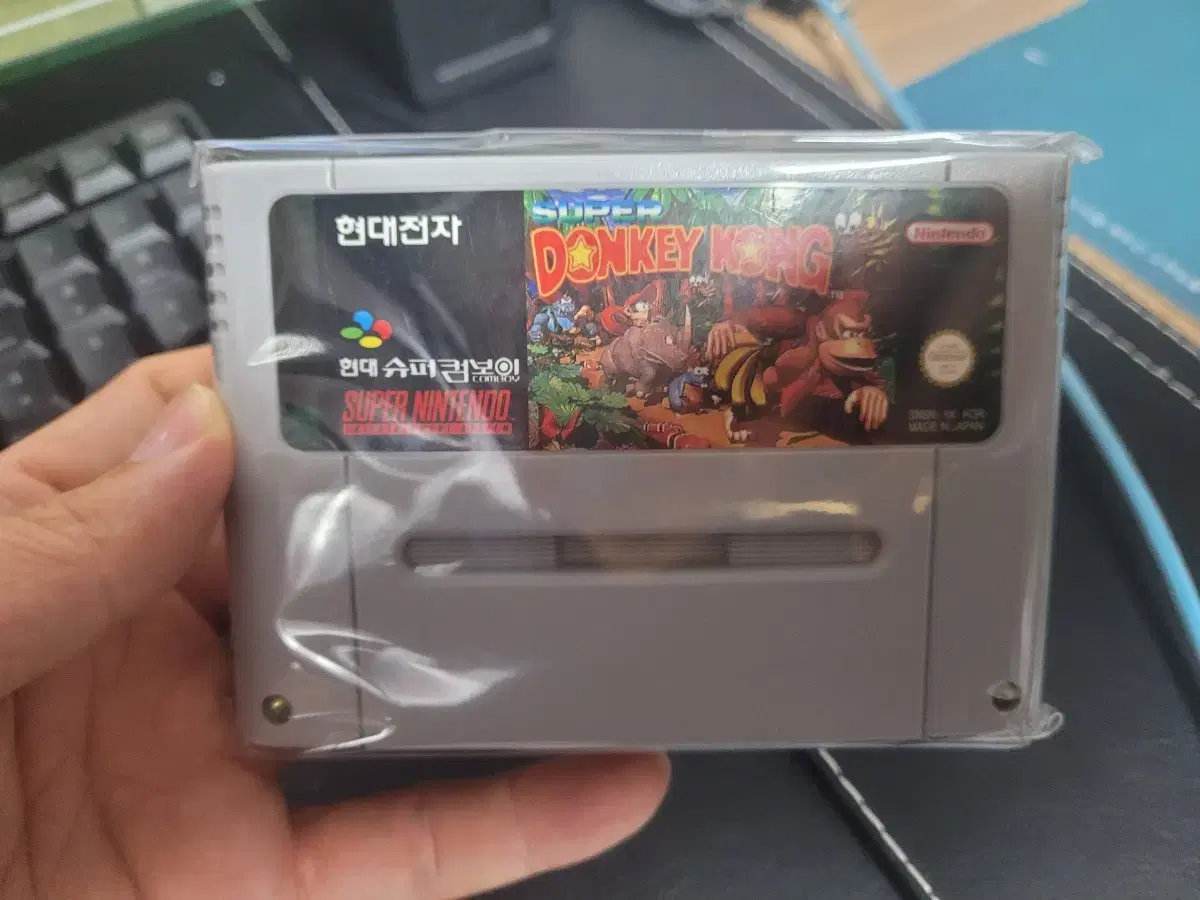 현대전자
현대 슈퍼컴보이
COMBOY
SUPER NINTENDO
SUPER
DONKEY KONG
TM
Nintendo
MADE IN JAPAN